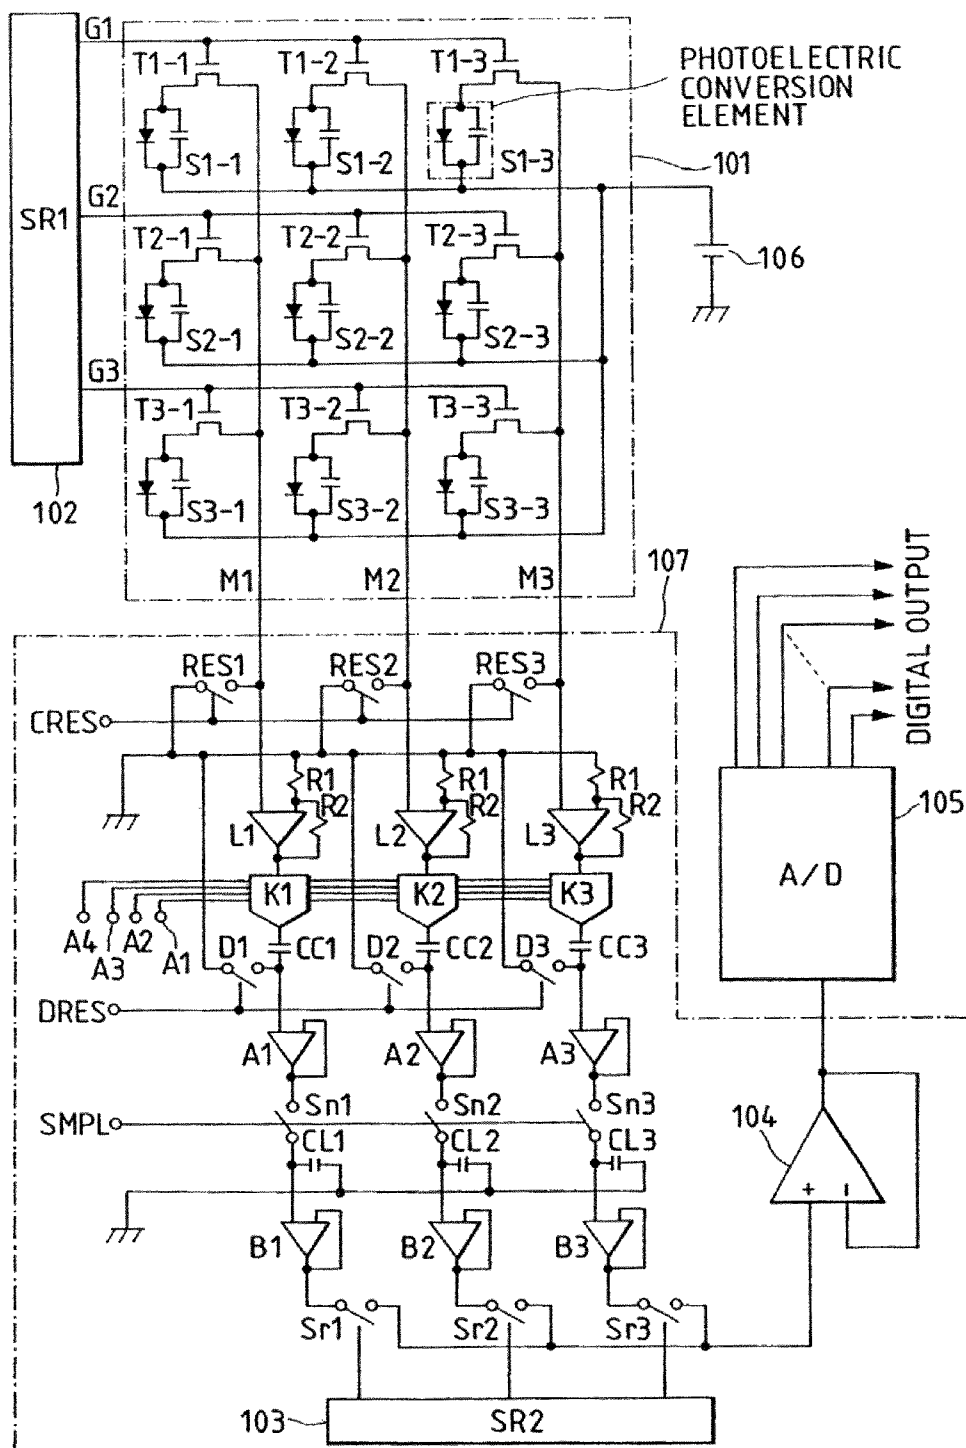 G1
T1-1
T1-2
T1-3
PHOTOELECTRIC
CONVERSION
ELEMENT
S1-1
S1-2
S1-3
101
SR1
G2
T2-1
T2-2
T2-3
106
S2-1
S2-2
S2-3
G3
T3-1
T3-2
T3-3
102
S3-1
S3-2
S3-3
M1
M2
M3
107
DIGITAL OUTPUT
RES1
RES2
RES3
CRES
R1
R1
R1
R2
R2
R2
L1
L2
L3
105
A/D
K1
K2
K3
A4
A3
A2
A1
D1
CC1
D2
CC2
D3
CC3
DRES
A1
A2
A3
Sn1
Sn2
Sn3
SMPL
CL1
CL2
CL3
104
+
−
B1
B2
B3
Sr1
Sr2
Sr3
103
SR2